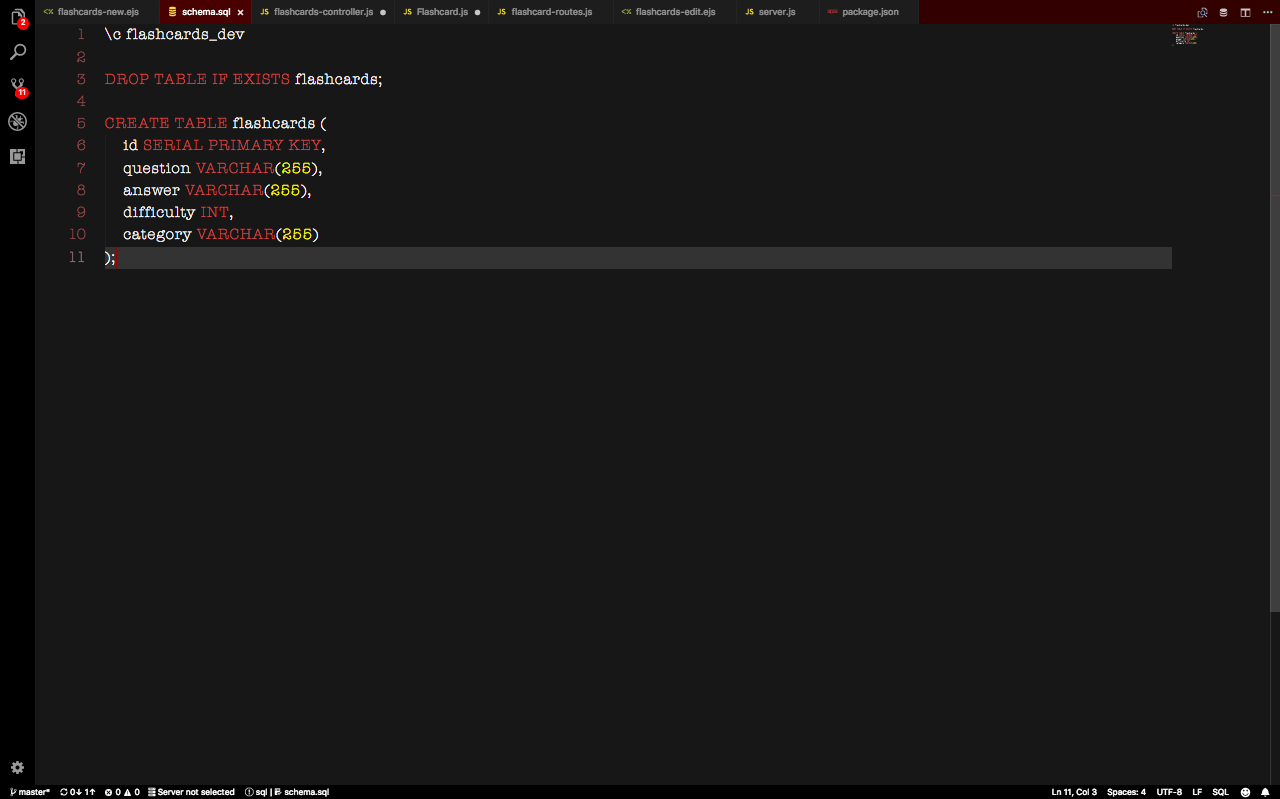 <% flashcards-new.ejs schema.sql × JS flashcards-controller.js JS Flashcard.js JS flashcard-routes.js <% flashcards-edit.ejs JS server.js package.json
2
11
1 \c flashcards_dev
2
3 DROP TABLE IF EXISTS flashcards;
4
5 CREATE TABLE flashcards (
6 id SERIAL PRIMARY KEY,
7 question VARCHAR(255),
8 answer VARCHAR(255),
9 difficulty INT,
10 category VARCHAR(255)
11 );
master* 0↓ 1↑ 0 0 Server not selected sql | schema.sql Ln 11, Col 3 Spaces: 4 UTF-8 LF SQL